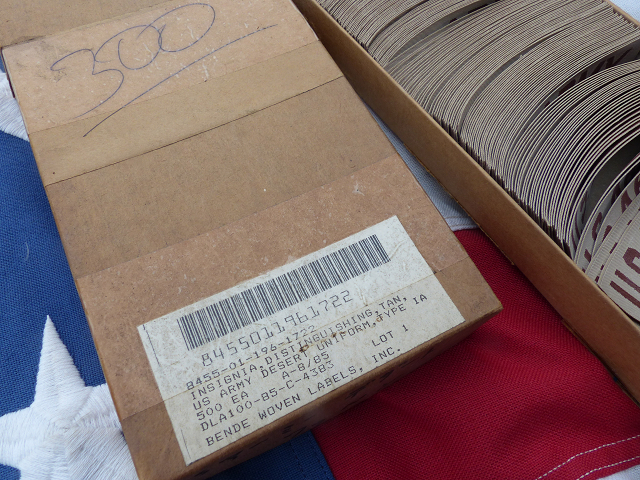 300
8455011961722
8455-01-196-1722
INSIGNIA DISTINGUISHING,TAN,
US ARMY DESERT UNIFORM,TYPE IA
500 EA A-8/85 LOT 1
DLA100-85-C-4383
BENDE WOVEN LABELS, INC.
U.S.